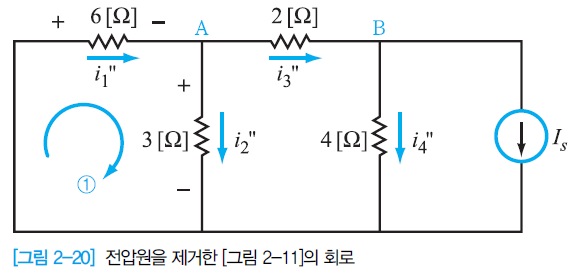 + 6 [Ω] − A 2 [Ω] B
i₁" i₃"
+
3 [Ω] i₂" 4 [Ω] i₄" Iₛ
①
−
[그림 2-20] 전압원을 제거한 [그림 2-11]의 회로